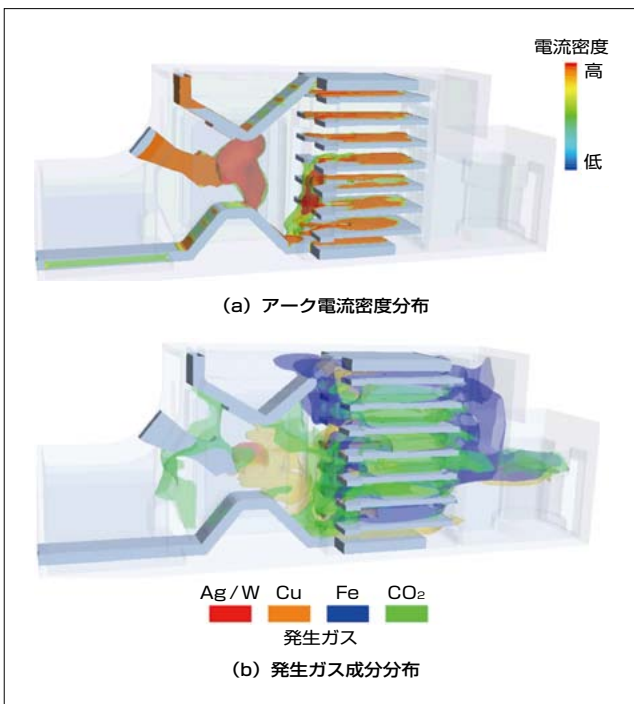 電流密度
高
低
(a) アーク電流密度分布
Ag/W Cu Fe CO₂
発生ガス
(b) 発生ガス成分分布